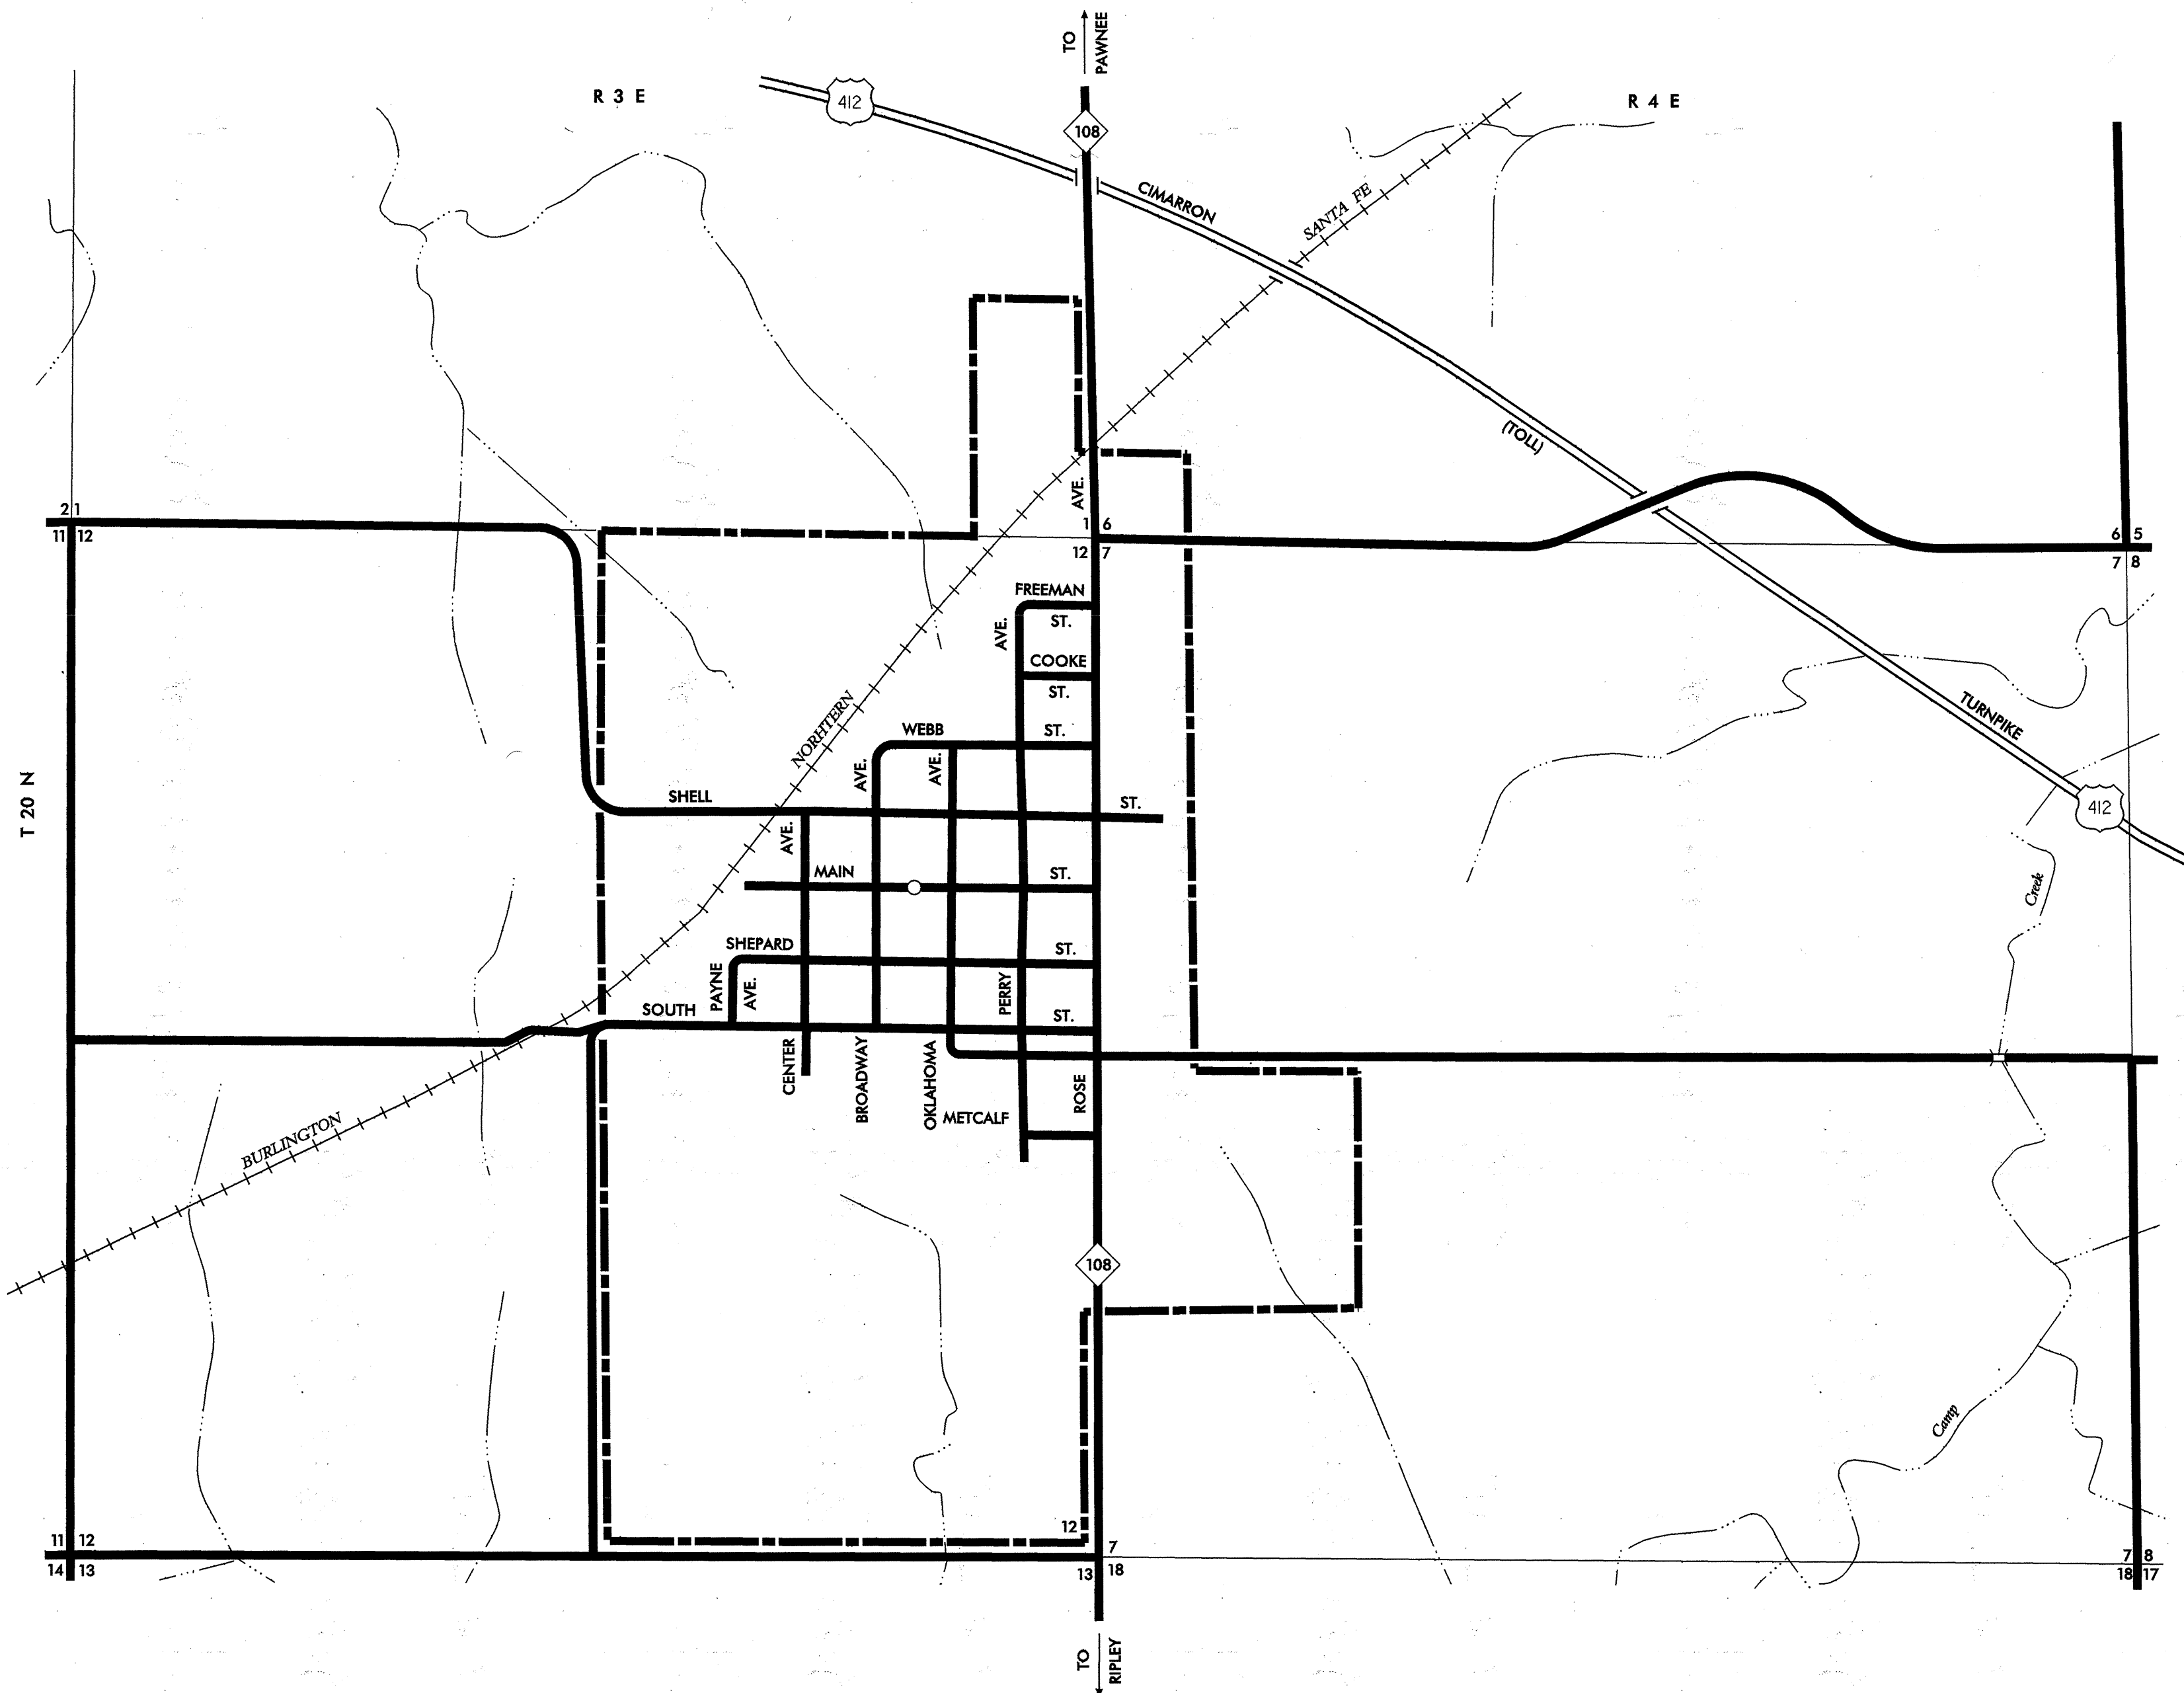 TO
PAWNEE
R 3 E
412
108
R 4 E
CIMARRON
SANTA FE
(TOLL)
AVE.
2 1
11 12
1 6
12 7
6 5
7 8
FREEMAN
ST.
AVE.
COOKE
ST.
WEBB
ST.
NORHTERN
AVE.
AVE.
TURNPIKE
T 20 N
SHELL
ST.
412
AVE.
MAIN
ST.
Creek
SHEPARD
ST.
PAYNE
AVE.
PERRY
SOUTH
ST.
CENTER
BROADWAY
OKLAHOMA
METCALF
ROSE
BURLINGTON
108
Camp
11 12
14 13
12
7
13 18
7 8
18 17
TO
RIPLEY